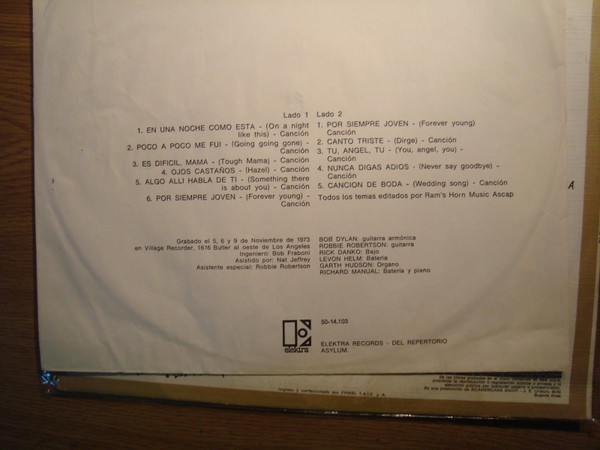 Lado 1
1. EN UNA NOCHE COMO ESTA - (On a night
like this) - Canción
2. POCO A POCO ME FUI - (Going going gone) -
Canción
3. ES DIFICIL, MAMA - (Tough Mama) - Canción
4. OJOS CASTAÑOS - (Hazel) - Canción
5. ALGO ALLI HABLA DE TI - (Something there
is about you) - Canción
6. POR SIEMPRE JOVEN - (Forever young) -
Canción
Lado 2
1. POR SIEMPRE JOVEN - (Forever young)
Canción
2. CANTO TRISTE - (Dirge) - Canción
3. TU, ANGEL, TU - (You, angel, you) -
Canción
4. NUNCA DIGAS ADIOS - (Never say goodbye) -
Canción
5. CANCION DE BODA - (Wedding song) - Canción
Todos los temas editados por Ram's Horn Music Ascap
A
Grabado el 5, 6 y 9 de Noviembre de 1973
en Village Recorder, 1616 Butler al oeste de Los Angeles
Ingeniero: Bob Fraboni
Asistido por: Nat Jeffrey
Asistente especial: Robbie Robertson
BOB DYLAN: guitarra armónica
ROBBIE ROBERTSON: guitarra
RICK DANKO: Bajo
LEVON HELM: Batería
GARTH HUDSON: Organo
RICHARD MANUAL: Batería y piano
elektra
50-14.103
ELEKTRA RECORDS - DEL REPERTORIO
ASYLUM.
Buenos Aires